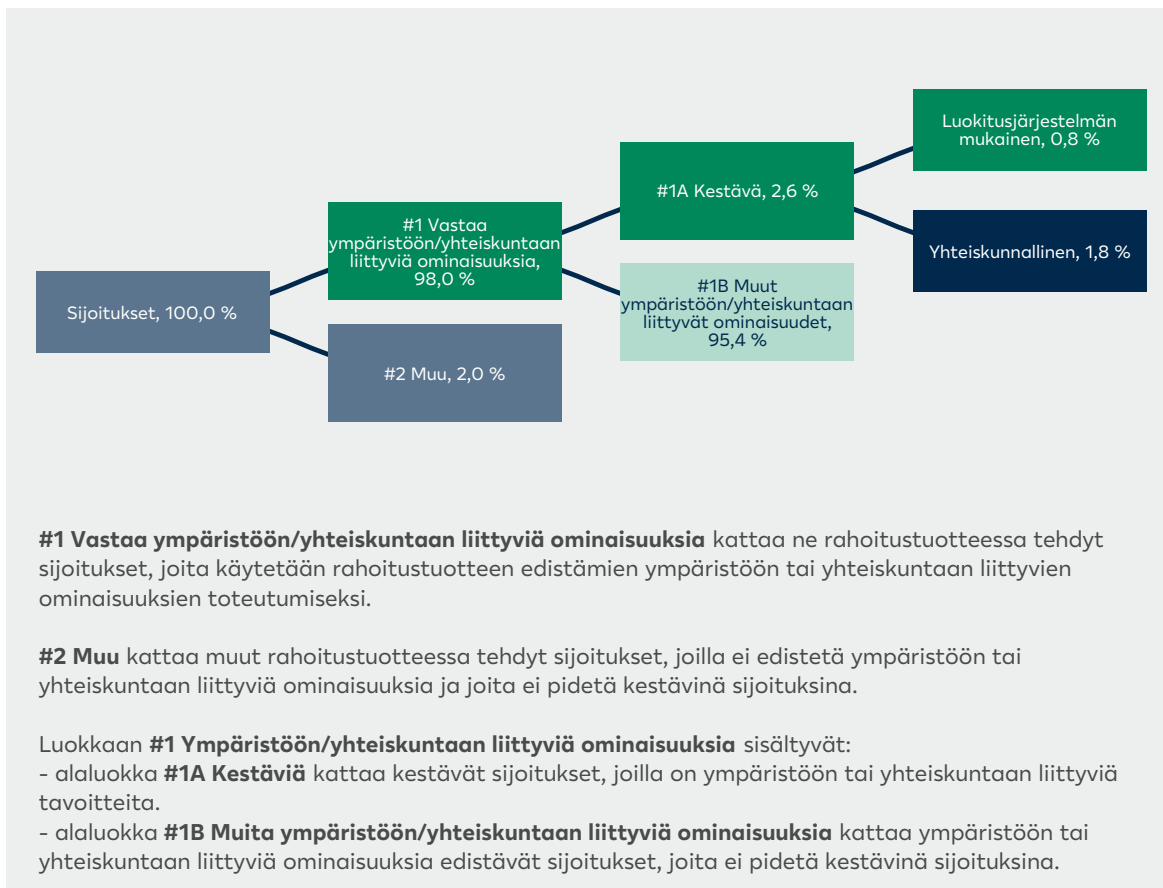 Luokitusjärjestelmän
mukainen, 0,8 %
#1A Kestävä, 2,6 %
#1 Vastaa
ympäristöön/yhteiskuntaan
liittyviä ominaisuuksia,
98,0 %
Yhteiskunnallinen, 1,8 %
#1B Muut
ympäristöön/yhteiskuntaan
liittyvät ominaisuudet,
95,4 %
Sijoitukset, 100,0 %
#2 Muu, 2,0 %
#1 Vastaa ympäristöön/yhteiskuntaan liittyviä ominaisuuksia kattaa ne rahoitustuotteessa tehdyt
sijoitukset, joita käytetään rahoitustuotteen edistämien ympäristöön tai yhteiskuntaan liittyvien
ominaisuuksien toteutumiseksi.
#2 Muu kattaa muut rahoitustuotteessa tehdyt sijoitukset, joilla ei edistetä ympäristöön tai
yhteiskuntaan liittyviä ominaisuuksia ja joita ei pidetä kestävinä sijoituksina.
Luokkaan #1 Ympäristöön/yhteiskuntaan liittyviä ominaisuuksia sisältyvät:
- alaluokka #1A Kestäviä kattaa kestävät sijoitukset, joilla on ympäristöön tai yhteiskuntaan liittyviä
tavoitteita.
- alaluokka #1B Muita ympäristöön/yhteiskuntaan liittyviä ominaisuuksia kattaa ympäristöön tai
yhteiskuntaan liittyviä ominaisuuksia edistävät sijoitukset, joita ei pidetä kestävinä sijoituksina.